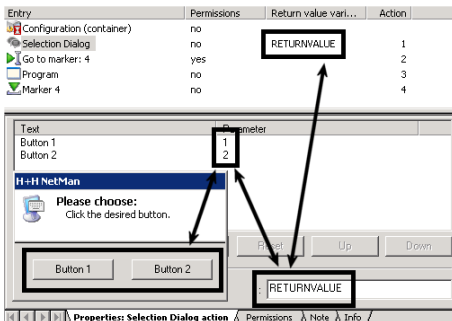 Entry Permissions Return value vari... Action
Configuration (container) no
Selection Dialog no RETURNVALUE 1
Go to marker: 4 yes 2
Program no 3
Marker 4 no 4
Text Parameter
Button 1 1
Button 2 2
H+H NetMan
Please choose:
Click the desired button.
Reset Up Down
Button 1 Button 2
: RETURNVALUE
Properties: Selection Dialog action Permissions Note Info